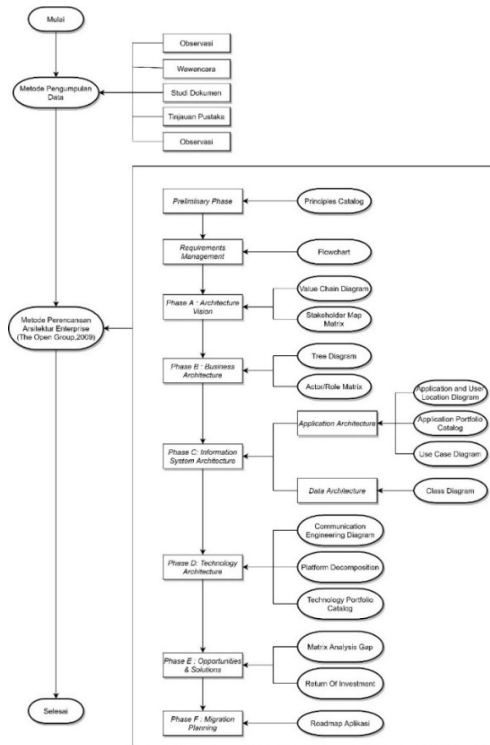 Mulai
Observasi
Wawancara
Metode Pengumpulan
Data
Studi Dokumen
Tinjauan Pustaka
Observasi
Preliminary Phase
Principles Catalog
Requirements
Management
Flowchart
Value Chain Diagram
Phase A : Architecture
Vision
Stakeholder Map
Matrix
Metode Perencanaan
Arsitektur Enterprise
(The Open Group,2009)
Tree Diagram
Phase B : Business
Architecture
Actor/Role Matrix
Application and User
Location Diagram
Application Architecture
Application Portfolio
Catalog
Use Case Diagram
Phase C: Information
System Architecture
Data Architecture
Class Diagram
Communication
Engineering Diagram
Phase D: Technology
Architecture
Platform Decomposition
Technology Portfolio
Catalog
Matrix Analysis Gap
Phase E : Opportunities
& Solutions
Return Of Investment
Selesai
Phase F : Migration
Planning
Roadmap Aplikasi